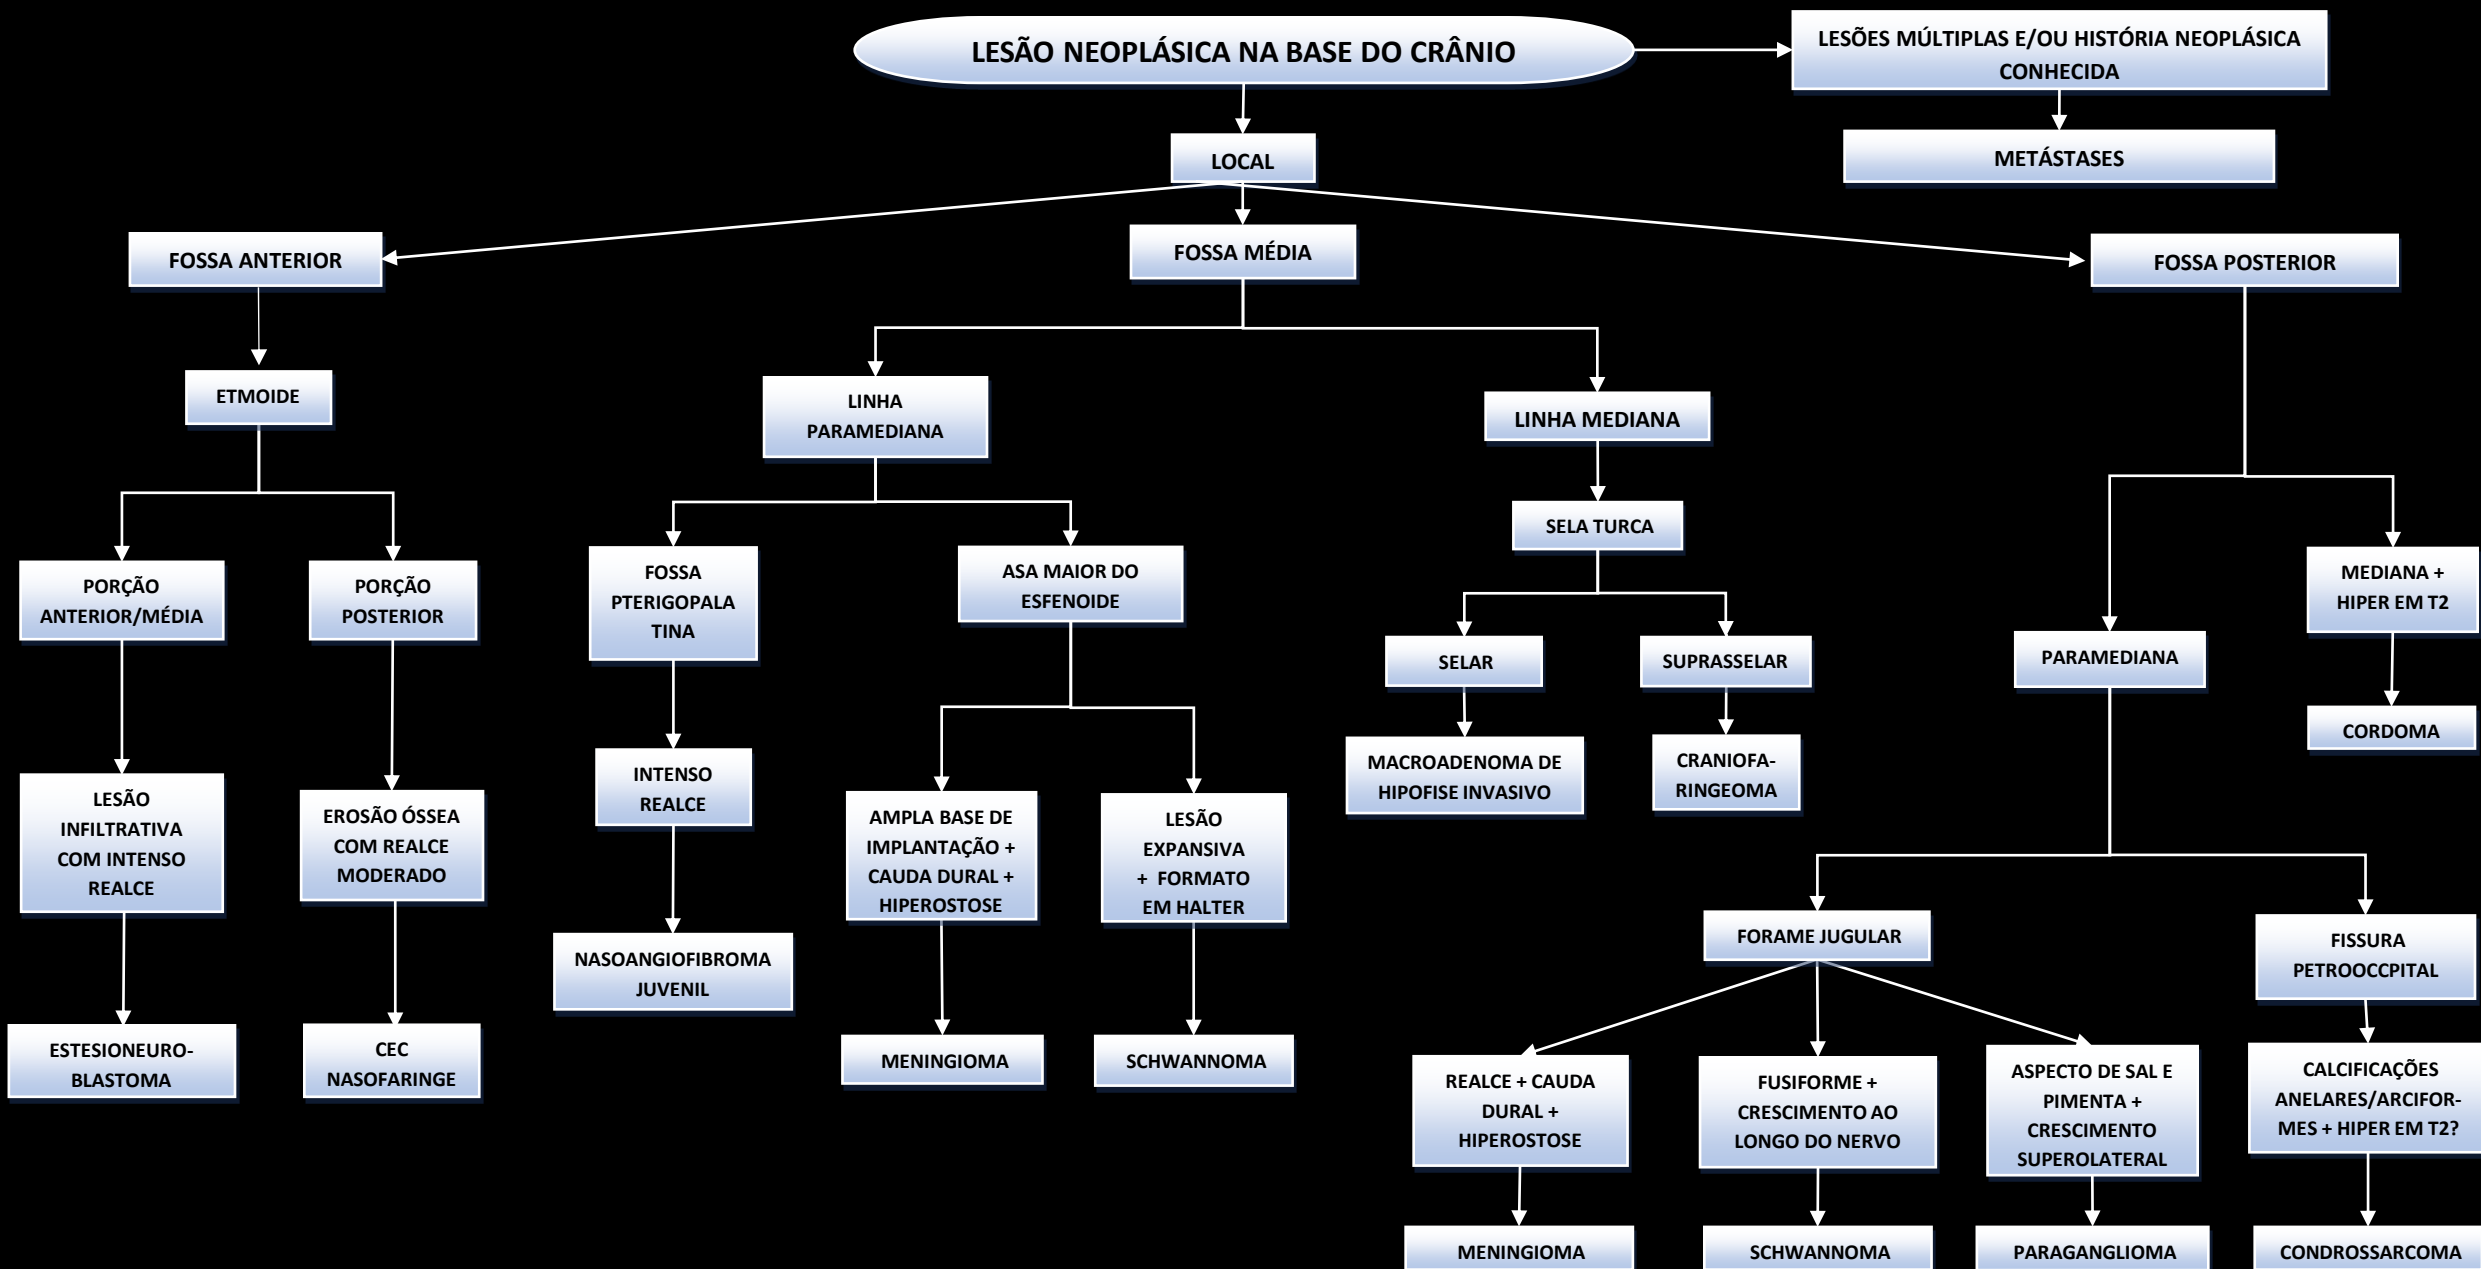 LESÃO NEOPLÁSICA NA BASE DO CRÂNIO
LESÕES MÚLTIPLAS E/OU HISTÓRIA NEOPLÁSICA
CONHECIDA
METÁSTASES
LOCAL
FOSSA ANTERIOR
FOSSA MÉDIA
FOSSA POSTERIOR
ETMOIDE
LINHA
PARAMEDIANA
LINHA MEDIANA
SELA TURCA
PORÇÃO
ANTERIOR/MÉDIA
PORÇÃO
POSTERIOR
FOSSA
PTERIGOPALA
TINA
ASA MAIOR DO
ESFENOIDE
SELAR
SUPRASSELAR
PARAMEDIANA
MEDIANA +
HIPER EM T2
CORDOMA
LESÃO
INFILTRATIVA
COM INTENSO
REALCE
EROSÃO ÓSSEA
COM REALCE
MODERADO
INTENSO
REALCE
AMPLA BASE DE
IMPLANTAÇÃO +
CAUDA DURAL +
HIPEROSTOSE
LESÃO
EXPANSIVA
+ FORMATO
EM HALTER
MACROADENOMA DE
HIPOFISE INVASIVO
CRANIOFA-
RINGEOMA
FORAME JUGULAR
FISSURA
PETROOCCPITAL
ESTESIONEURO-
BLASTOMA
CEC
NASOFARINGE
NASOANGIOFIBROMA
JUVENIL
MENINGIOMA
SCHWANNOMA
REALCE + CAUDA
DURAL +
HIPEROSTOSE
FUSIFORME +
CRESCIMENTO AO
LONGO DO NERVO
ASPECTO DE SAL E
PIMENTA +
CRESCIMENTO
SUPEROLATERAL
CALCIFICAÇÕES
ANELARES/ARCIFOR-
MES + HIPER EM T2?
MENINGIOMA
SCHWANNOMA
PARAGANGLIOMA
CONDROSSARCOMA